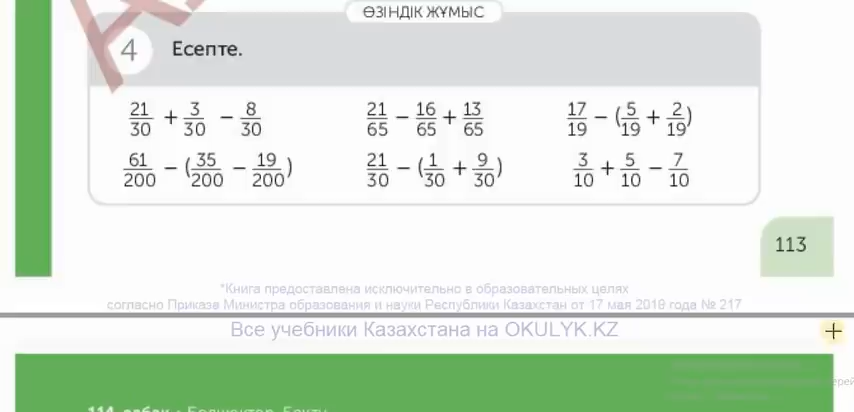 ӨЗІНДІК ЖҰМЫС
4 Есепте.
21/30 + 3/30 − 8/30
21/65 − 16/65 + 13/65
17/19 − (5/19 + 2/19)
61/200 − (35/200 − 19/200)
21/30 − (1/30 + 9/30)
3/10 + 5/10 − 7/10
113
*Книга предоставлена исключительно в образовательных целях
согласно Приказа Министра образования и науки Республики Казахстан от 17 мая 2019 года № 217
Все учебники Казахстана на OKULYK.KZ